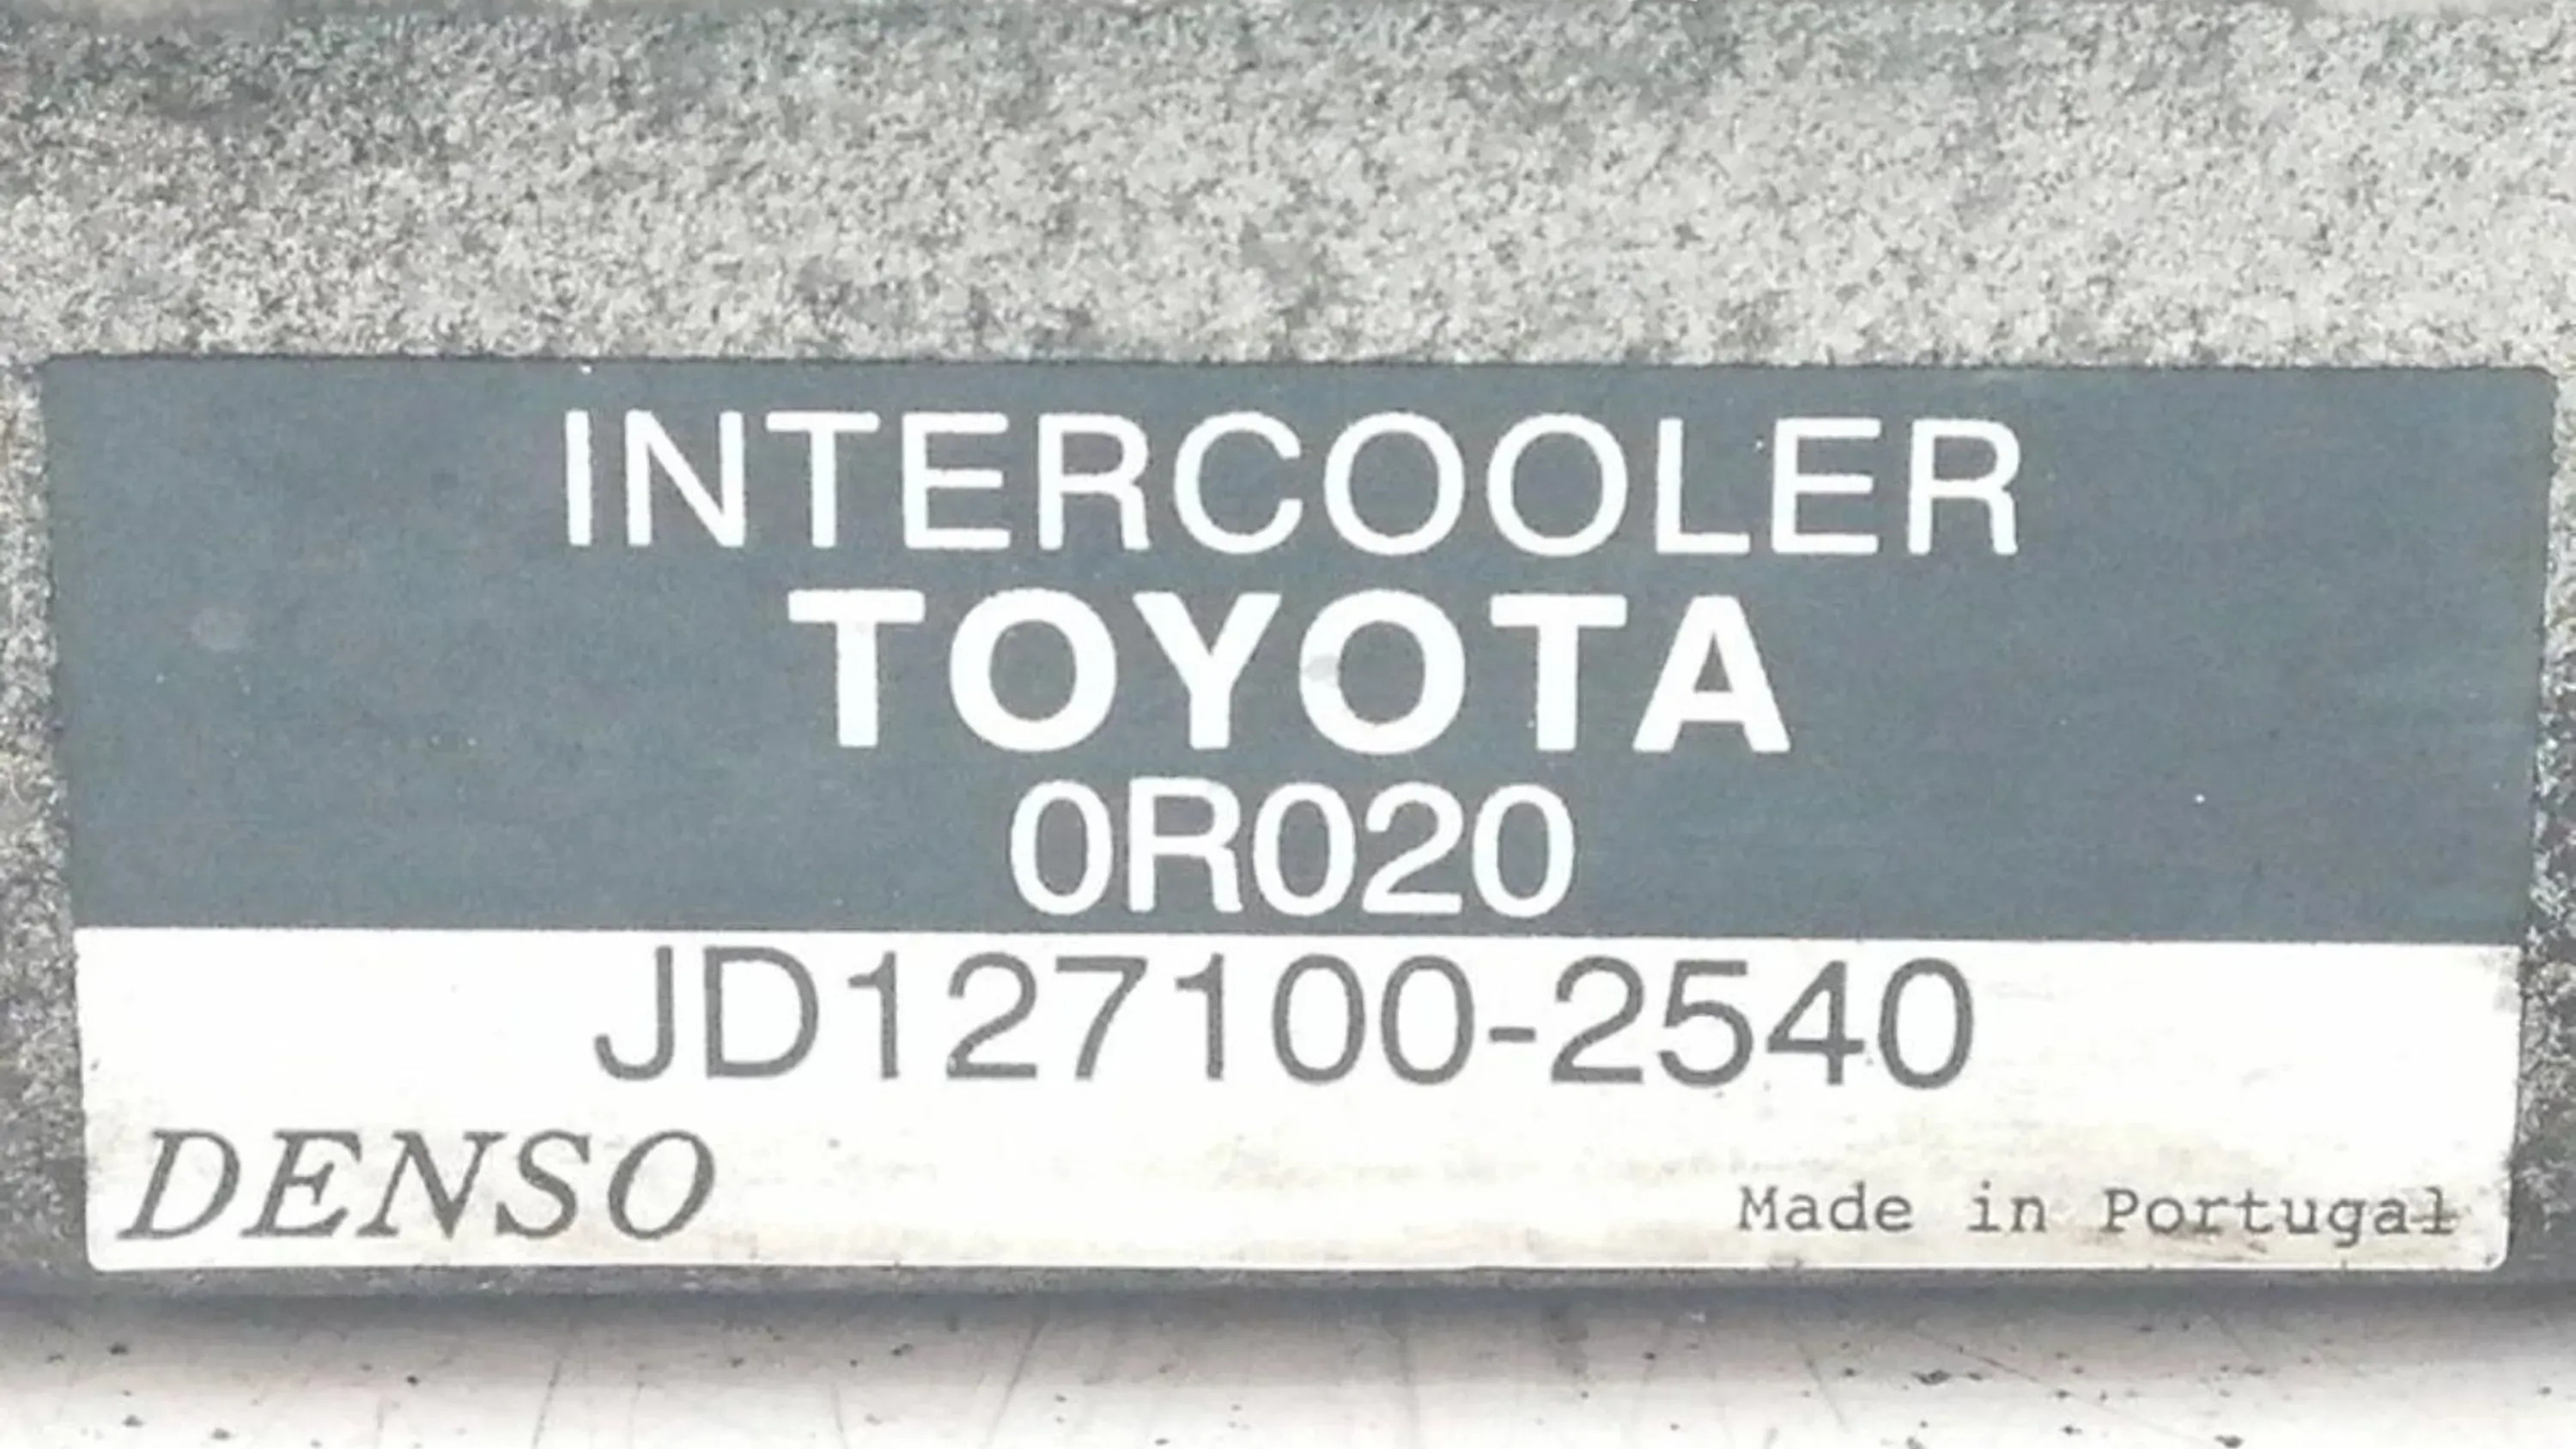 INTERCOOLER
TOYOTA
0R020
JD127100-2540
DENSO
Made in Portugal